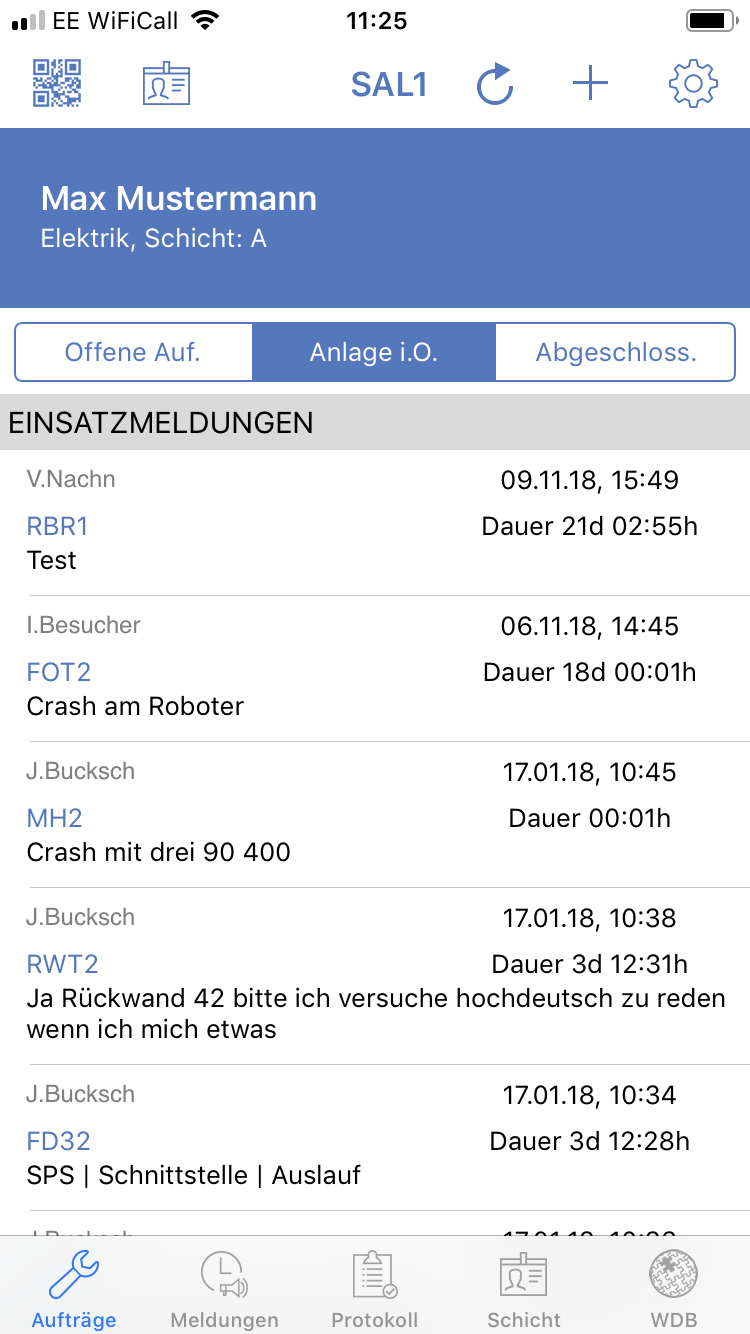 EE WiFiCall
11:25
SAL1
Max Mustermann
Elektrik, Schicht: A
Offene Auf.
Anlage i.O.
Abgeschloss.
EINSATZMELDUNGEN
V.Nachn
09.11.18, 15:49
RBR1
Dauer 21d 02:55h
Test
I.Besucher
06.11.18, 14:45
FOT2
Dauer 18d 00:01h
Crash am Roboter
J.Bucksch
17.01.18, 10:45
MH2
Dauer 00:01h
Crash mit drei 90 400
J.Bucksch
17.01.18, 10:38
RWT2
Dauer 3d 12:31h
Ja Rückwand 42 bitte ich versuche hochdeutsch zu reden
wenn ich mich etwas
J.Bucksch
17.01.18, 10:34
FD32
Dauer 3d 12:28h
SPS | Schnittstelle | Auslauf
J.Bucksch
Aufträge
Meldungen
Protokoll
Schicht
WDB